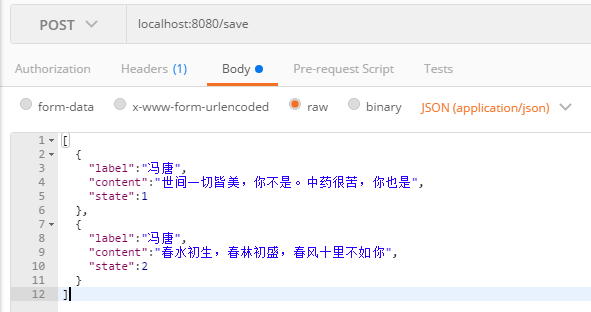 POST localhost:8080/save
Authorization Headers (1) Body Pre-request Script Tests
form-data x-www-form-urlencoded raw binary JSON (application/json)
1 [
2 {
3 "label":"冯唐",
4 "content":"世间一切皆美，你不是。中药很苦，你也是",
5 "state":1
6 },
7 {
8 "label":"冯唐",
9 "content":"春水初生，春林初盛，春风十里不如你",
10 "state":2
11 }
12 ]